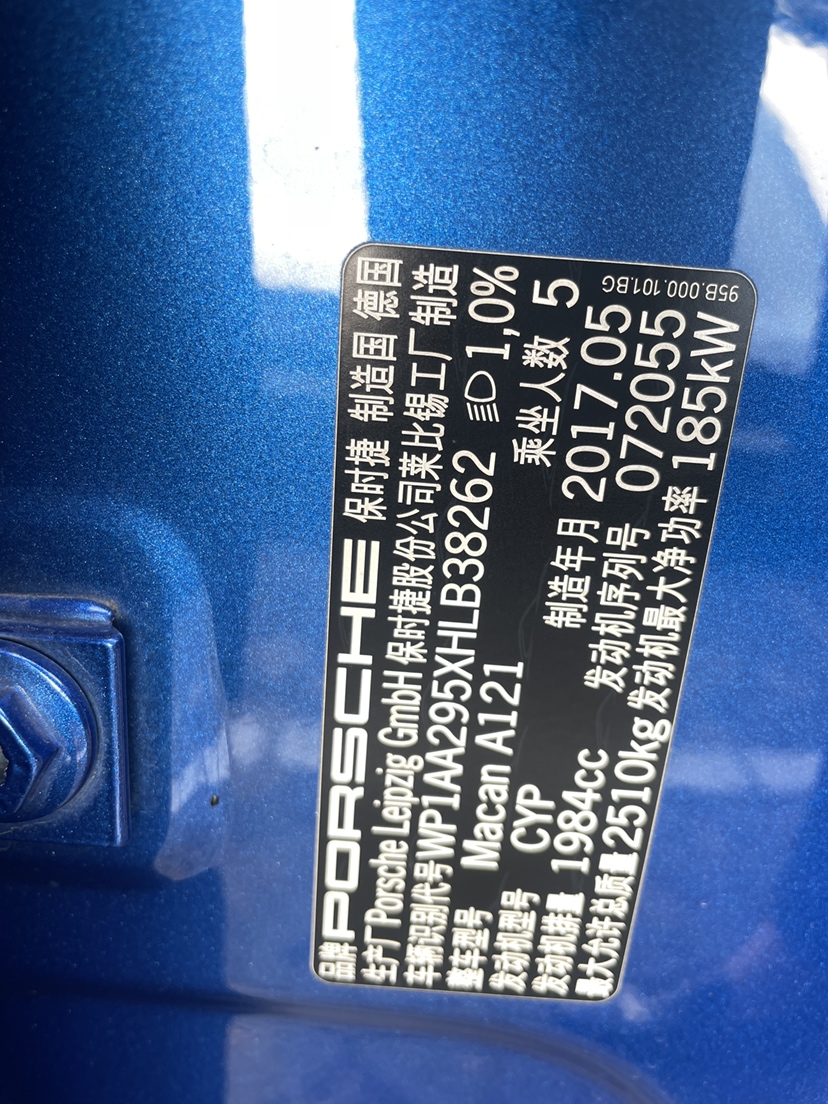 品牌 PORSCHE 保时捷 制造国 德国
生产厂 Porsche Leipzig GmbH 保时捷股份公司莱比锡工厂 制造
车辆识别代号 WP1AA295XHLB38262 1,0%
整车型号 Macan A121 乘坐人数 5
发动机型号 CYP 制造年月 2017.05
发动机排量 1984cc 发动机序列号 072055
最大允许总质量 2510kg 发动机最大净功率 185kW
95B.000.101.BG